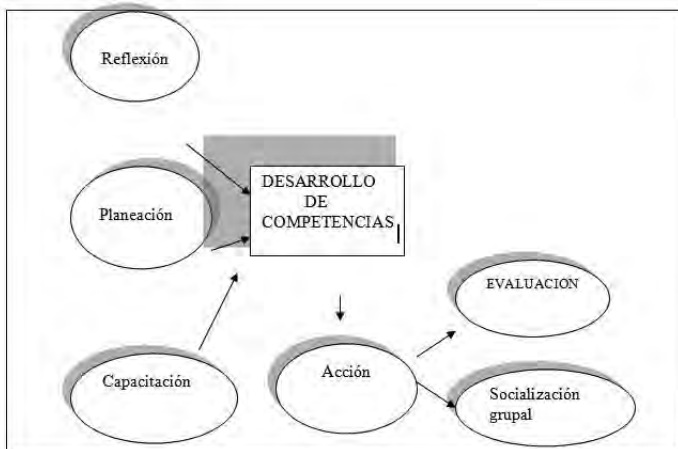 Reflexión
DESARROLLO
DE
COMPETENCIAS
Planeación
EVALUACION
Capacitación
Acción
Socialización
grupal